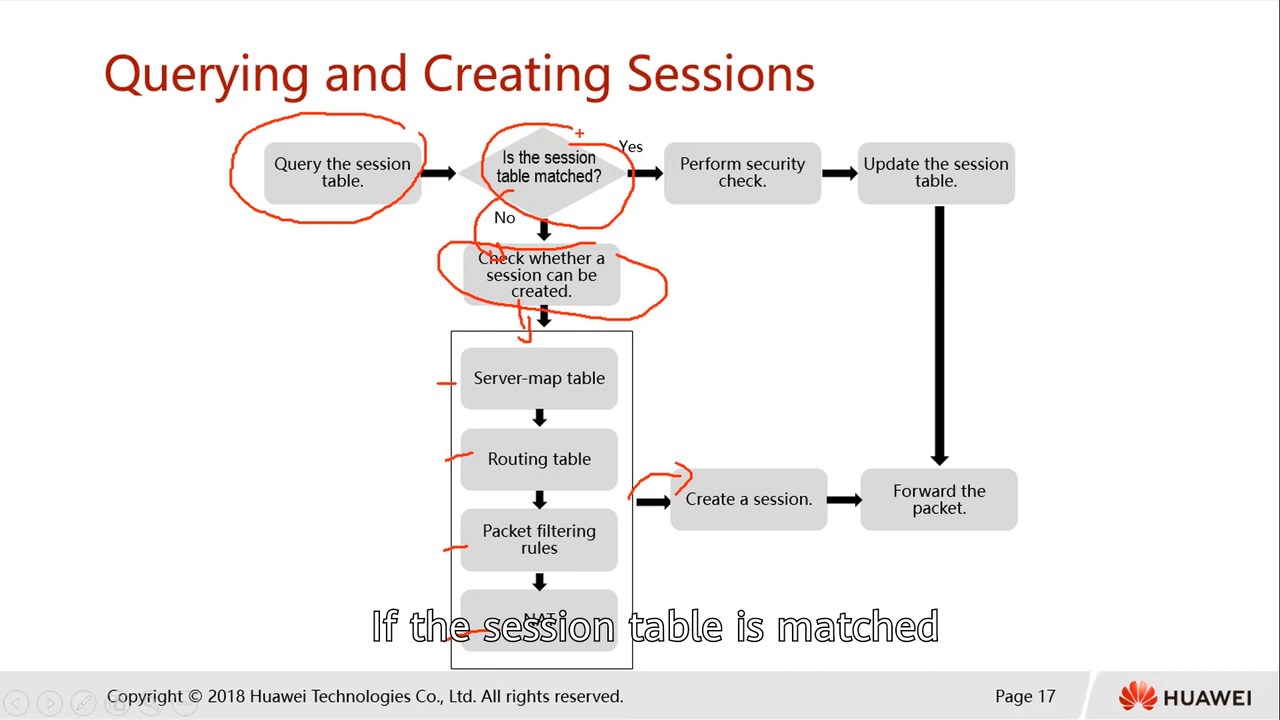 Querying and Creating Sessions
Query the session
table.
Is the session
table matched?
Yes
Perform security
check.
Update the session
table.
No
Check whether a
session can be
created.
Server-map table
Routing table
Packet filtering
rules
NAT
Create a session.
Forward the
packet.
If the session table is matched
Copyright © 2018 Huawei Technologies Co., Ltd. All rights reserved.
Page 17
HUAWEI